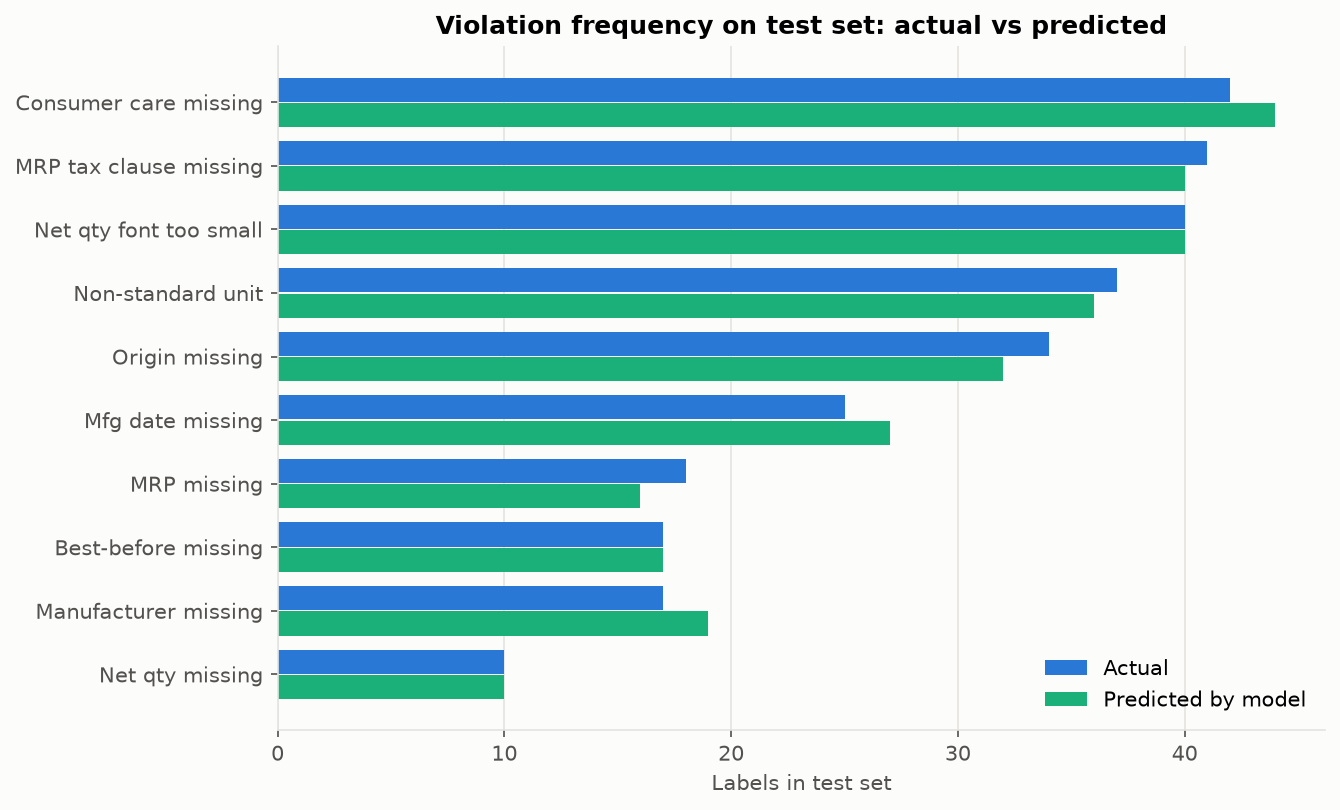 Violation frequency on test set: actual vs predicted
Consumer care missing
MRP tax clause missing
Net qty font too small
Non-standard unit
Origin missing
Mfg date missing
MRP missing
Best-before missing
Manufacturer missing
Net qty missing
Actual
Predicted by model
0 10 20 30 40
Labels in test set